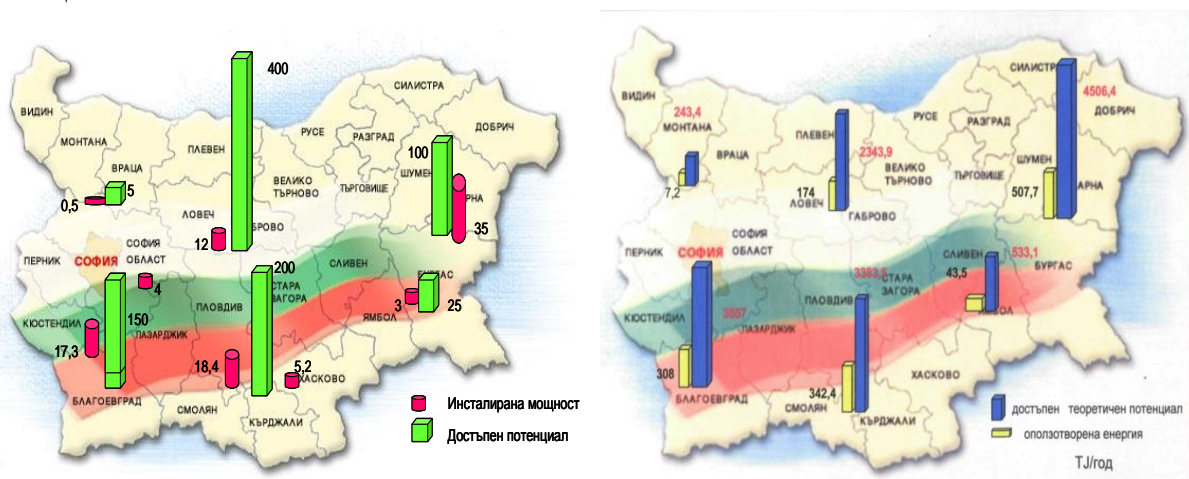 400
СИЛИСТРА
ВИДИН
ДОБРИЧ
РУСЕ
РАЗГРАД
МОНТАНА
ПЛЕВЕН
100
ВРАЦА
ШУМЕН
5
ВЕЛИКО
ТЪРНОВО
ТЪРГОВИЩЕ
РНА
0,5
ЛОВЕЧ
БРОВО
35
12
СОФИЯ
ОБЛАСТ
ПЕРНИК
СОФИЯ
СЛИВЕН
200
4
СТАРА
ЗАГОРА
3
25
ПЛОВДИВ
150
КЮСТЕНДИЛ
ЯМБОЛ
ПАЗАРДЖИК
17,3
18,4
5,2
ХАСКОВО
БЛАГОЕВГРАД
СМОЛЯН
КЪРДЖАЛИ
Инсталирана мощност
Достъпен потенциал
СИЛИСТР
4506,4
ВИДИН
ДОБРИЧ
243,4
МОНТАНА
РУСЕ
РАЗГРАД
ПЛЕВЕН
2343,9
ВРАЦА
ШУМЕН
ВЕЛИКО
ТЪРНОВО
ТЪРГОВИЩЕ
АРНА
7,2
174
507,7
ЛОВЕЧ
ГАБРОВО
СОФИЯ
ОБЛАСТ
ПЕРНИК
СОФИЯ
СЛИВЕН
533,1
БУРГАС
43,5
СТАРА
ЗАГОРА
ПЛОВДИВ
КЮСТЕНДИЛ
ПАЗАРДЖИК
308
342,4
ХАСКОВО
БЛАГОЕВГРАД
СМОЛЯН
КЪРДЖАЛИ
достъпен теоретичен потенциал
оползотворена енергия
TJ/год